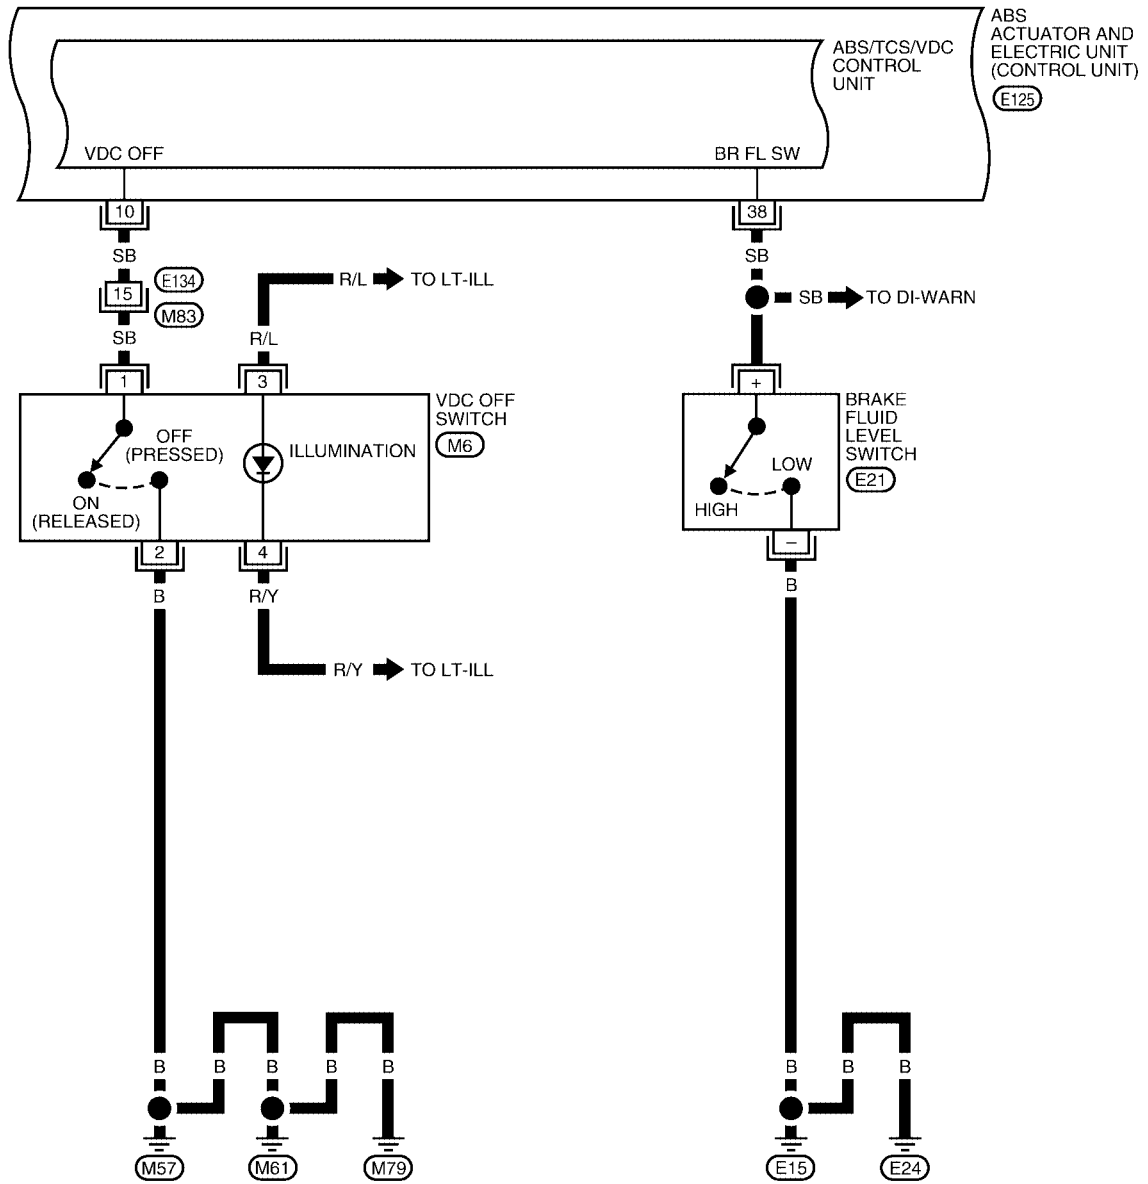 ABS
ACTUATOR AND
ELECTRIC UNIT
(CONTROL UNIT)
E125
ABS/TCS/VDC
CONTROL
UNIT
VDC OFF
BR FL SW
10
38
SB
SB
E134
15
M83
SB
R/L
TO LT-ILL
R/L
SB
TO DI-WARN
1
3
+
VDC OFF
SWITCH
M6
OFF
(PRESSED)
ON
(RELEASED)
ILLUMINATION
BRAKE
FLUID
LEVEL
SWITCH
E21
LOW
HIGH
2
4
–
B
R/Y
B
R/Y
TO LT-ILL
B
B
B
B
B
B
B
B
M57
M61
M79
E15
E24